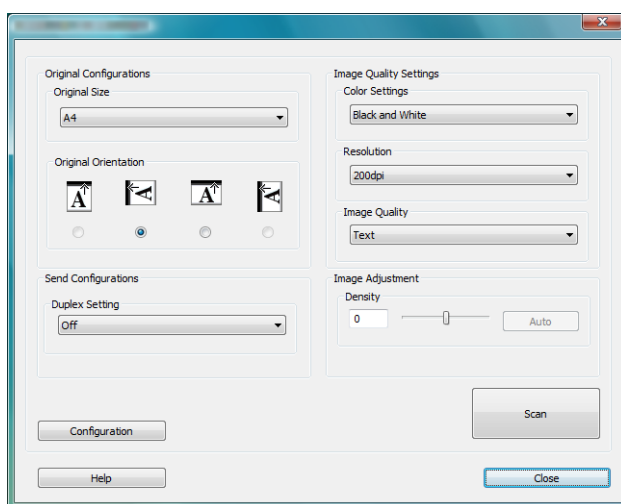 Original Configurations
Original Size
A4
Original Orientation
A A A A
Send Configurations
Duplex Setting
Off
Configuration
Help
Image Quality Settings
Color Settings
Black and White
Resolution
200dpi
Image Quality
Text
Image Adjustment
Density
0
Auto
Scan
Close